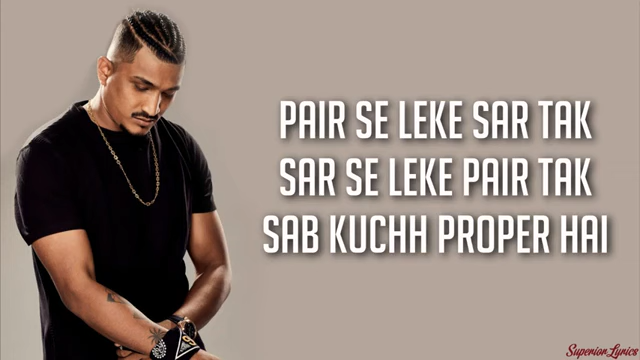 PAIR SE LEKE SAR TAK
SAR SE LEKE PAIR TAK
SAB KUCHH PROPER HAI
Superior Lyrics